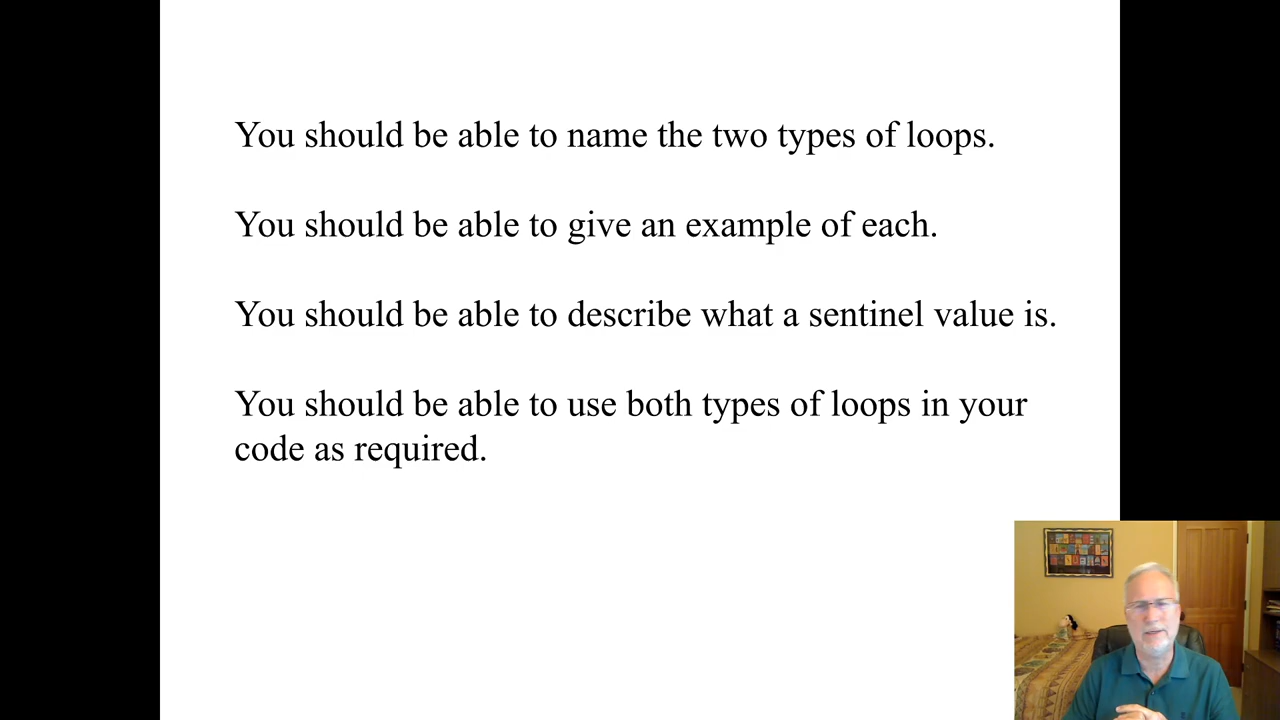 You should be able to name the two types of loops.
You should be able to give an example of each.
You should be able to describe what a sentinel value is.
You should be able to use both types of loops in your
code as required.